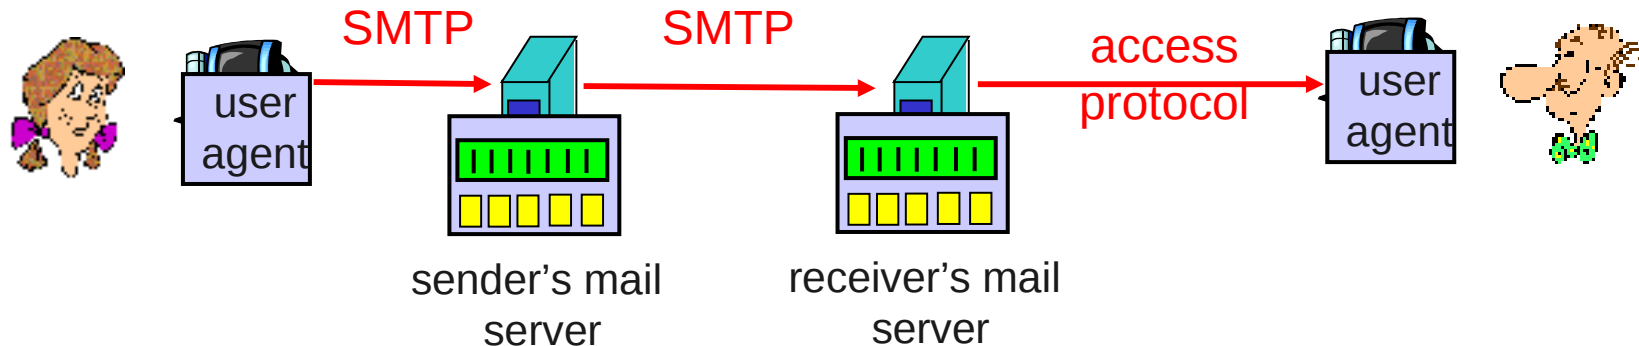 SMTP
SMTP
access
protocol
user
agent
user
agent
sender’s mail
server
receiver’s mail
server